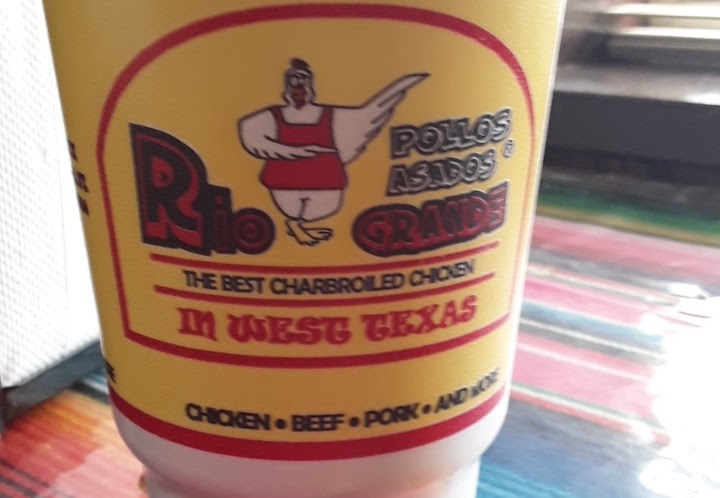 POLLOS
ASADOS ®
Rio GRANDE
THE BEST CHARBROILED CHICKEN
IN WEST TEXAS
CHICKEN • BEEF • PORK • AND MORE